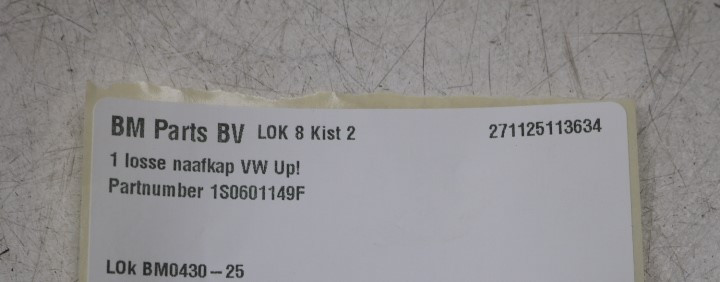 BM Parts BV LOK 8 Kist 2 271125113634
1 losse naafkap VW Up!
Partnumber 1S0601149F
LOk BM0430-25